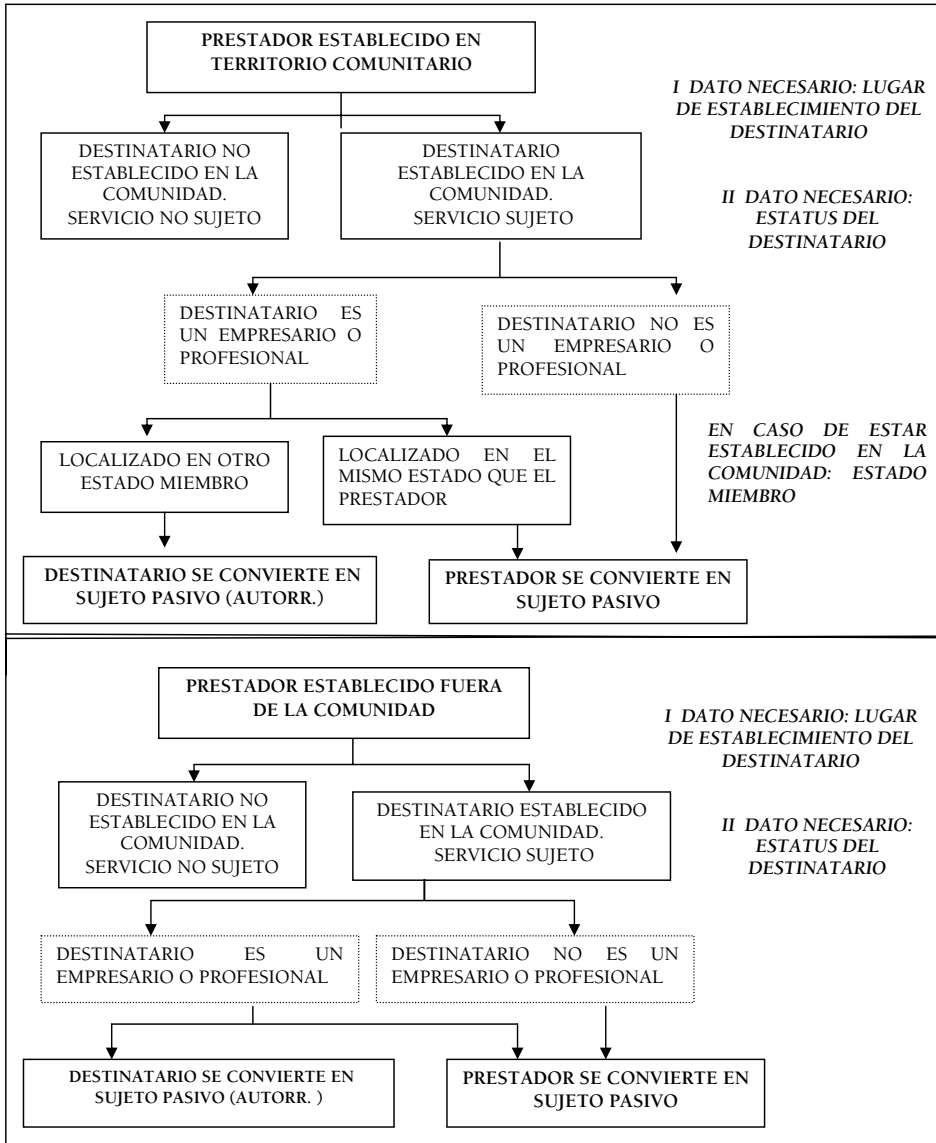 PRESTADOR ESTABLECIDO EN
TERRITORIO COMUNITARIO
I DATO NECESARIO: LUGAR
DE ESTABLECIMIENTO DEL
DESTINATARIO
DESTINATARIO NO
ESTABLECIDO EN LA
COMUNIDAD.
SERVICIO NO SUJETO
DESTINATARIO
ESTABLECIDO EN LA
COMUNIDAD.
SERVICIO SUJETO
II DATO NECESARIO:
ESTATUS DEL
DESTINATARIO
DESTINATARIO ES
UN EMPRESARIO O
PROFESIONAL
DESTINATARIO NO ES
UN EMPRESARIO O
PROFESIONAL
LOCALIZADO EN OTRO
ESTADO MIEMBRO
LOCALIZADO EN EL
MISMO ESTADO QUE EL
PRESTADOR
EN CASO DE ESTAR
ESTABLECIDO EN LA
COMUNIDAD: ESTADO
MIEMBRO
DESTINATARIO SE CONVIERTE EN
SUJETO PASIVO (AUTORR.)
PRESTADOR SE CONVIERTE EN
SUJETO PASIVO
PRESTADOR ESTABLECIDO FUERA
DE LA COMUNIDAD
I DATO NECESARIO: LUGAR
DE ESTABLECIMIENTO DEL
DESTINATARIO
DESTINATARIO NO
ESTABLECIDO EN LA
COMUNIDAD.
SERVICIO NO SUJETO
DESTINATARIO ESTABLECIDO
EN LA COMUNIDAD.
SERVICIO SUJETO
II DATO NECESARIO:
ESTATUS DEL
DESTINATARIO
DESTINATARIO ES UN
EMPRESARIO O PROFESIONAL
DESTINATARIO NO ES UN
EMPRESARIO O PROFESIONAL
DESTINATARIO SE CONVIERTE EN
SUJETO PASIVO (AUTORR. )
PRESTADOR SE CONVIERTE EN
SUJETO PASIVO